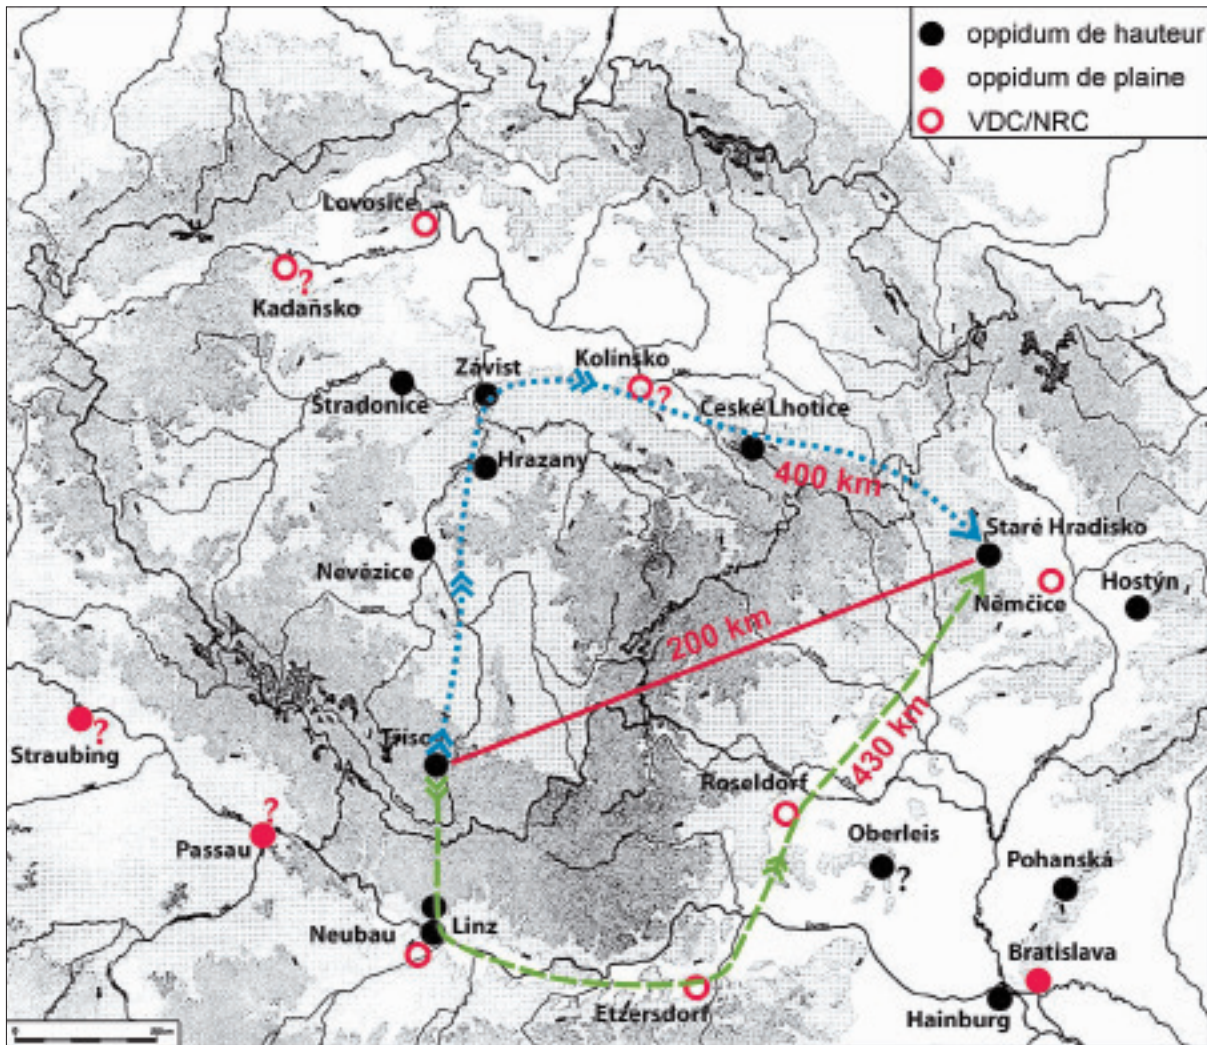 oppidum de hauteur
oppidum de plaine
VDC/NRC
Lovosice
?
Kadaňsko
Závist
Kolínsko
?
Stradonice
České Lhotice
Hrazany
400 km
Staré Hradisko
Nevězice
Němčice
Hostýn
200 km
Straubing
?
Roseldorf
430 km
?
Passau
Oberleis
?
Pohanská
Neubau
Linz
Bratislava
Etzersdorf
Hainburg